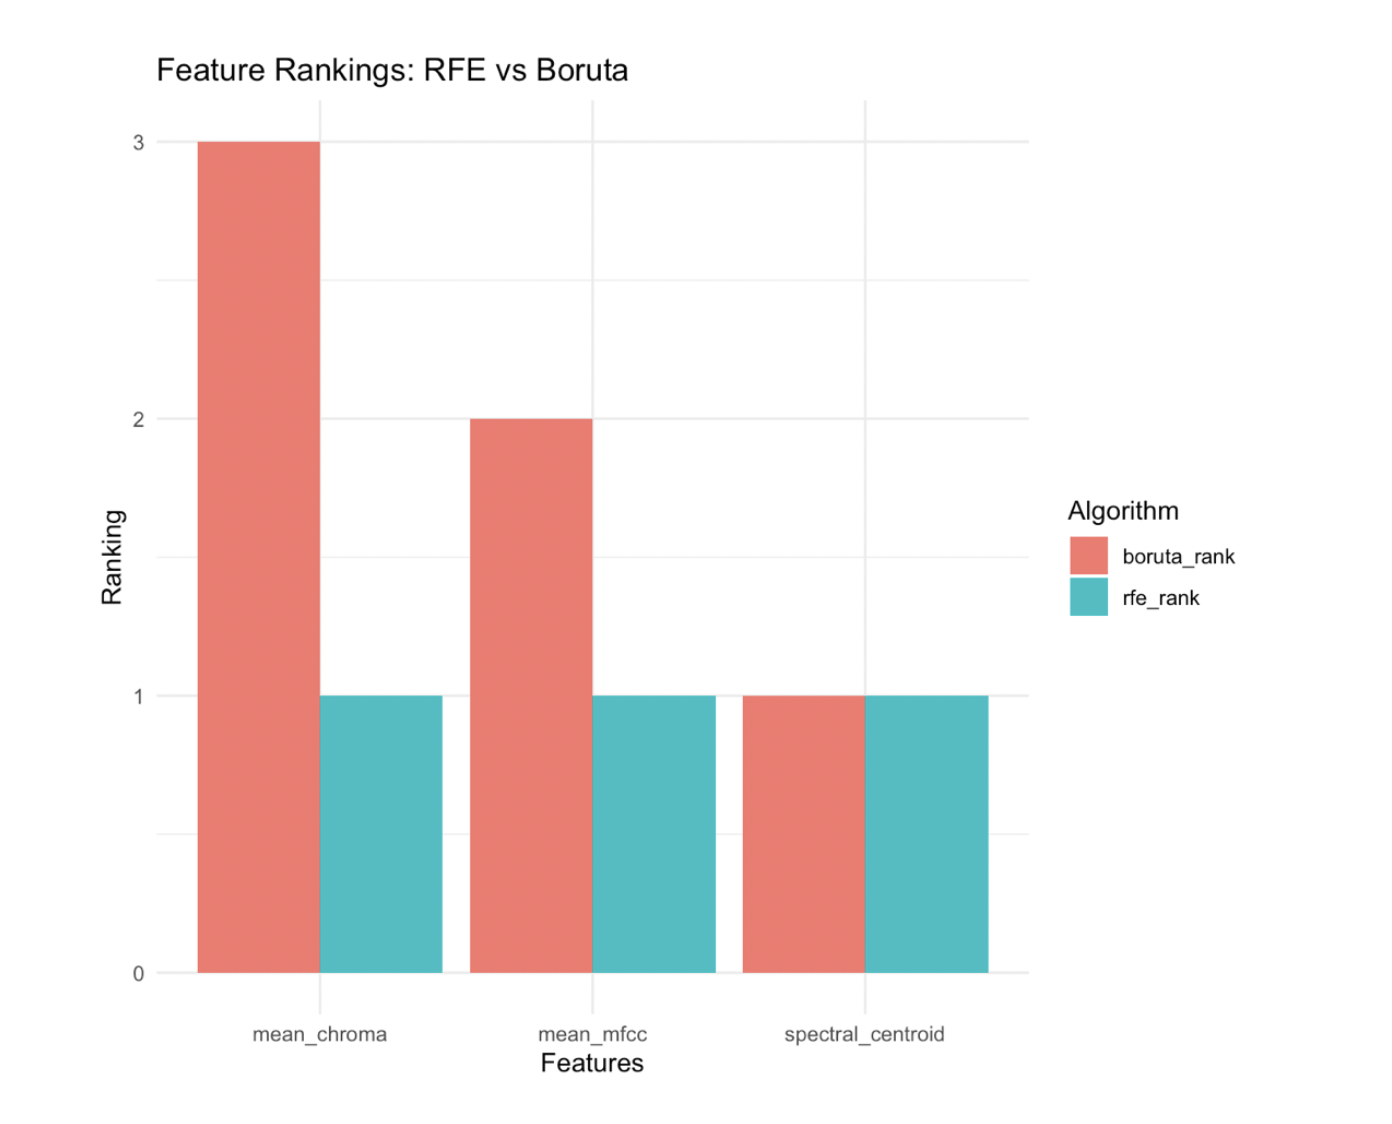 Feature Rankings: RFE vs Boruta
3
2
1
0
Ranking
mean_chroma
mean_mfcc
spectral_centroid
Features
Algorithm
boruta_rank
rfe_rank